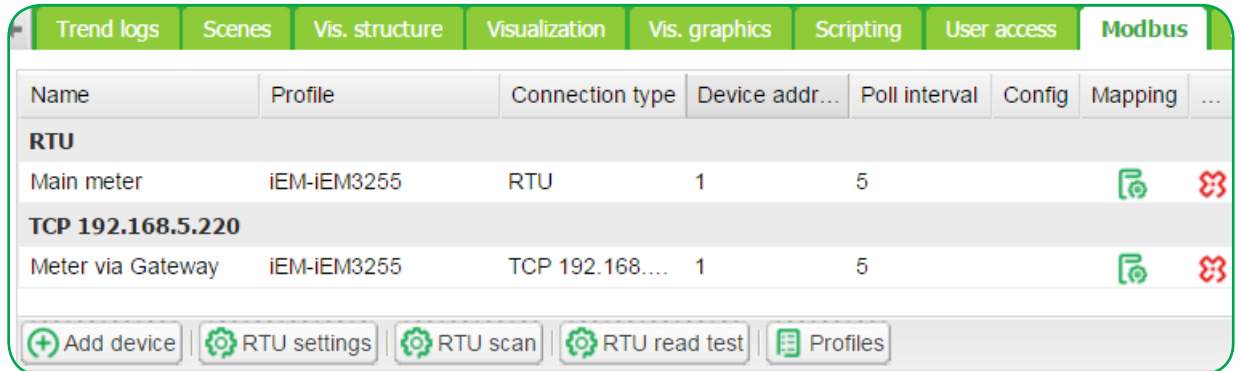 Trend logs Scenes Vis. structure Visualization Vis. graphics Scripting User access Modbus
Name Profile Connection type Device addr... Poll interval Config Mapping ...
RTU
Main meter iEM-iEM3255 RTU 1 5
TCP 192.168.5.220
Meter via Gateway iEM-iEM3255 TCP 192.168.... 1 5
Add device RTU settings RTU scan RTU read test Profiles